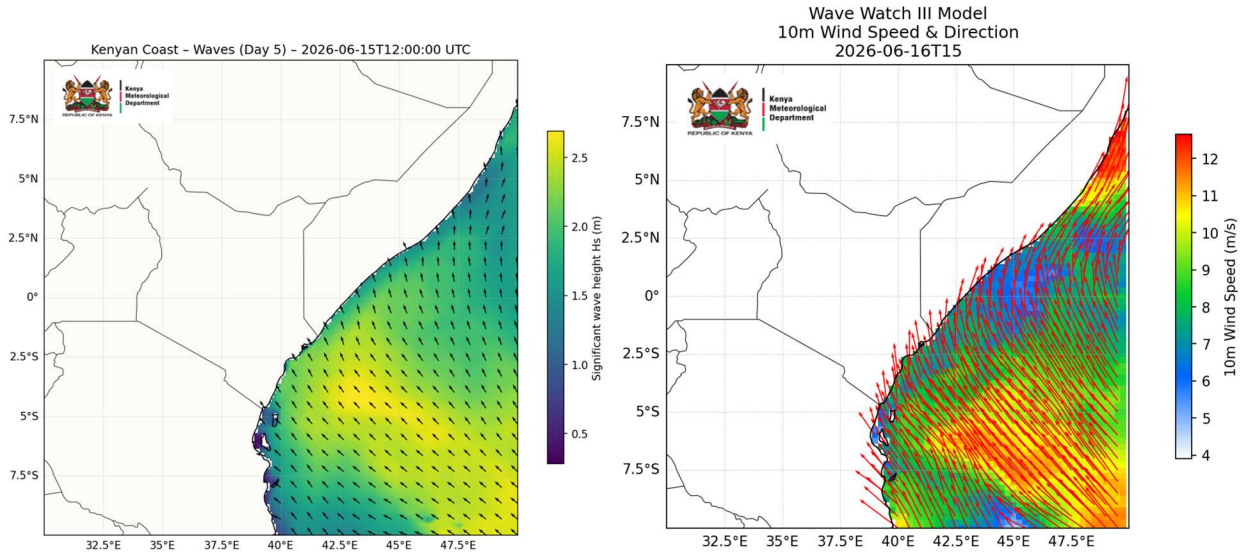 Kenyan Coast – Waves (Day 5) – 2026-06-15T12:00:00 UTC
Kenya
Meteorological
Department
REPUBLIC OF KENYA
7.5°N
5°N
2.5°N
0°
2.5°S
5°S
7.5°S
32.5°E
35°E
37.5°E
40°E
42.5°E
45°E
47.5°E
2.5
2.0
1.5
1.0
0.5
Significant wave height Hs (m)
Wave Watch III Model
10m Wind Speed & Direction
2026-06-16T15
Kenya
Meteorological
Department
REPUBLIC OF KENYA
7.5°N
5°N
2.5°N
0°
2.5°S
5°S
7.5°S
32.5°E
35°E
37.5°E
40°E
42.5°E
45°E
47.5°E
12
11
10
9
8
7
6
5
4
10m Wind Speed (m/s)